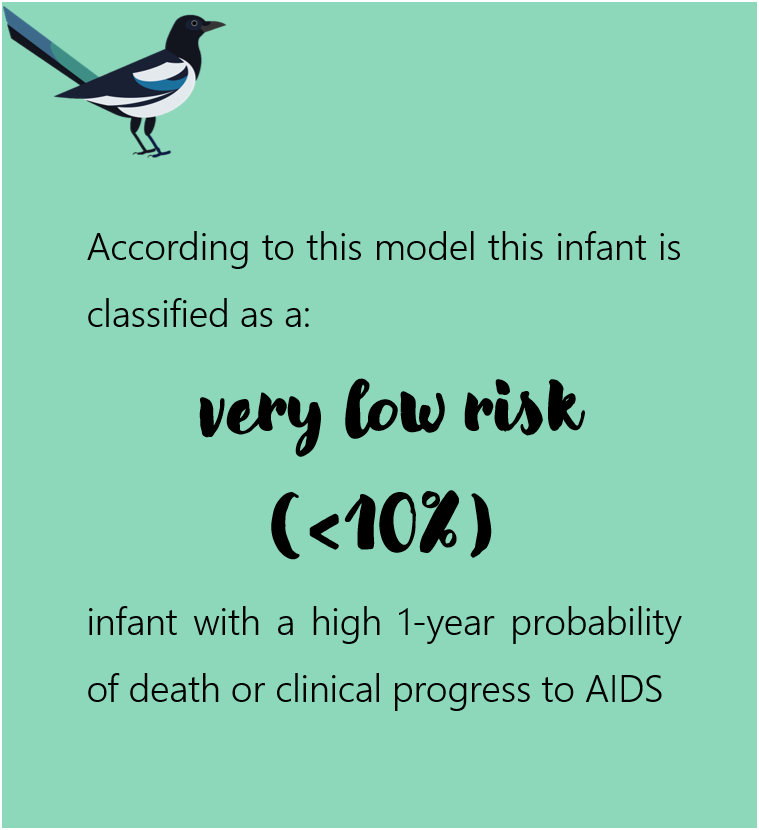 According to this model this infant is
classified as a:
very low risk
(<10%)
infant with a high 1-year probability
of death or clinical progress to AIDS